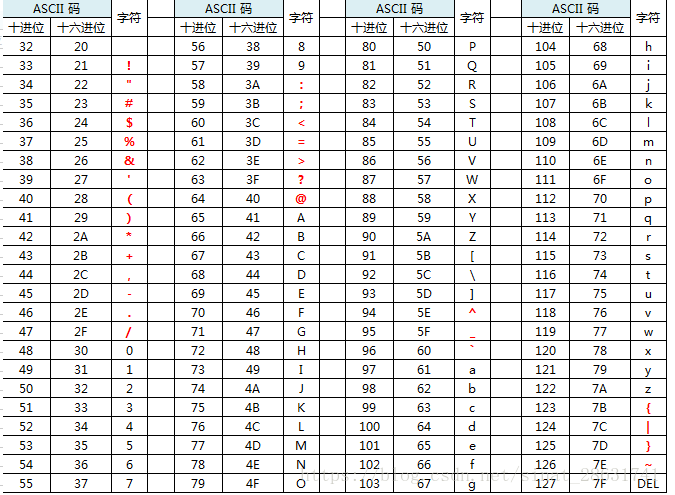 ASCII 码 字符 ASCII 码 字符 ASCII 码 字符 ASCII 码 字符
十进位 十六进位 十进位 十六进位 十进位 十六进位 十进位 十六进位
32 20 56 38 8 80 50 P 104 68 h
33 21 ! 57 39 9 81 51 Q 105 69 i
34 22 " 58 3A : 82 52 R 106 6A j
35 23 # 59 3B ; 83 53 S 107 6B k
36 24 $ 60 3C < 84 54 T 108 6C l
37 25 % 61 3D = 85 55 U 109 6D m
38 26 & 62 3E > 86 56 V 110 6E n
39 27 ' 63 3F ? 87 57 W 111 6F o
40 28 ( 64 40 @ 88 58 X 112 70 p
41 29 ) 65 41 A 89 59 Y 113 71 q
42 2A * 66 42 B 90 5A Z 114 72 r
43 2B + 67 43 C 91 5B [ 115 73 s
44 2C , 68 44 D 92 5C \ 116 74 t
45 2D - 69 45 E 93 5D ] 117 75 u
46 2E . 70 46 F 94 5E ^ 118 76 v
47 2F / 71 47 G 95 5F _ 119 77 w
48 30 0 72 48 H 96 60 ` 120 78 x
49 31 1 73 49 I 97 61 a 121 79 y
50 32 2 74 4A J 98 62 b 122 7A z
51 33 3 75 4B K 99 63 c 123 7B {
52 34 4 76 4C L 100 64 d 124 7C |
53 35 5 77 4D M 101 65 e 125 7D }
54 36 6 78 4E N 102 66 f 126 7E ~
55 37 7 79 4F O 103 67 g 127 7F DEL